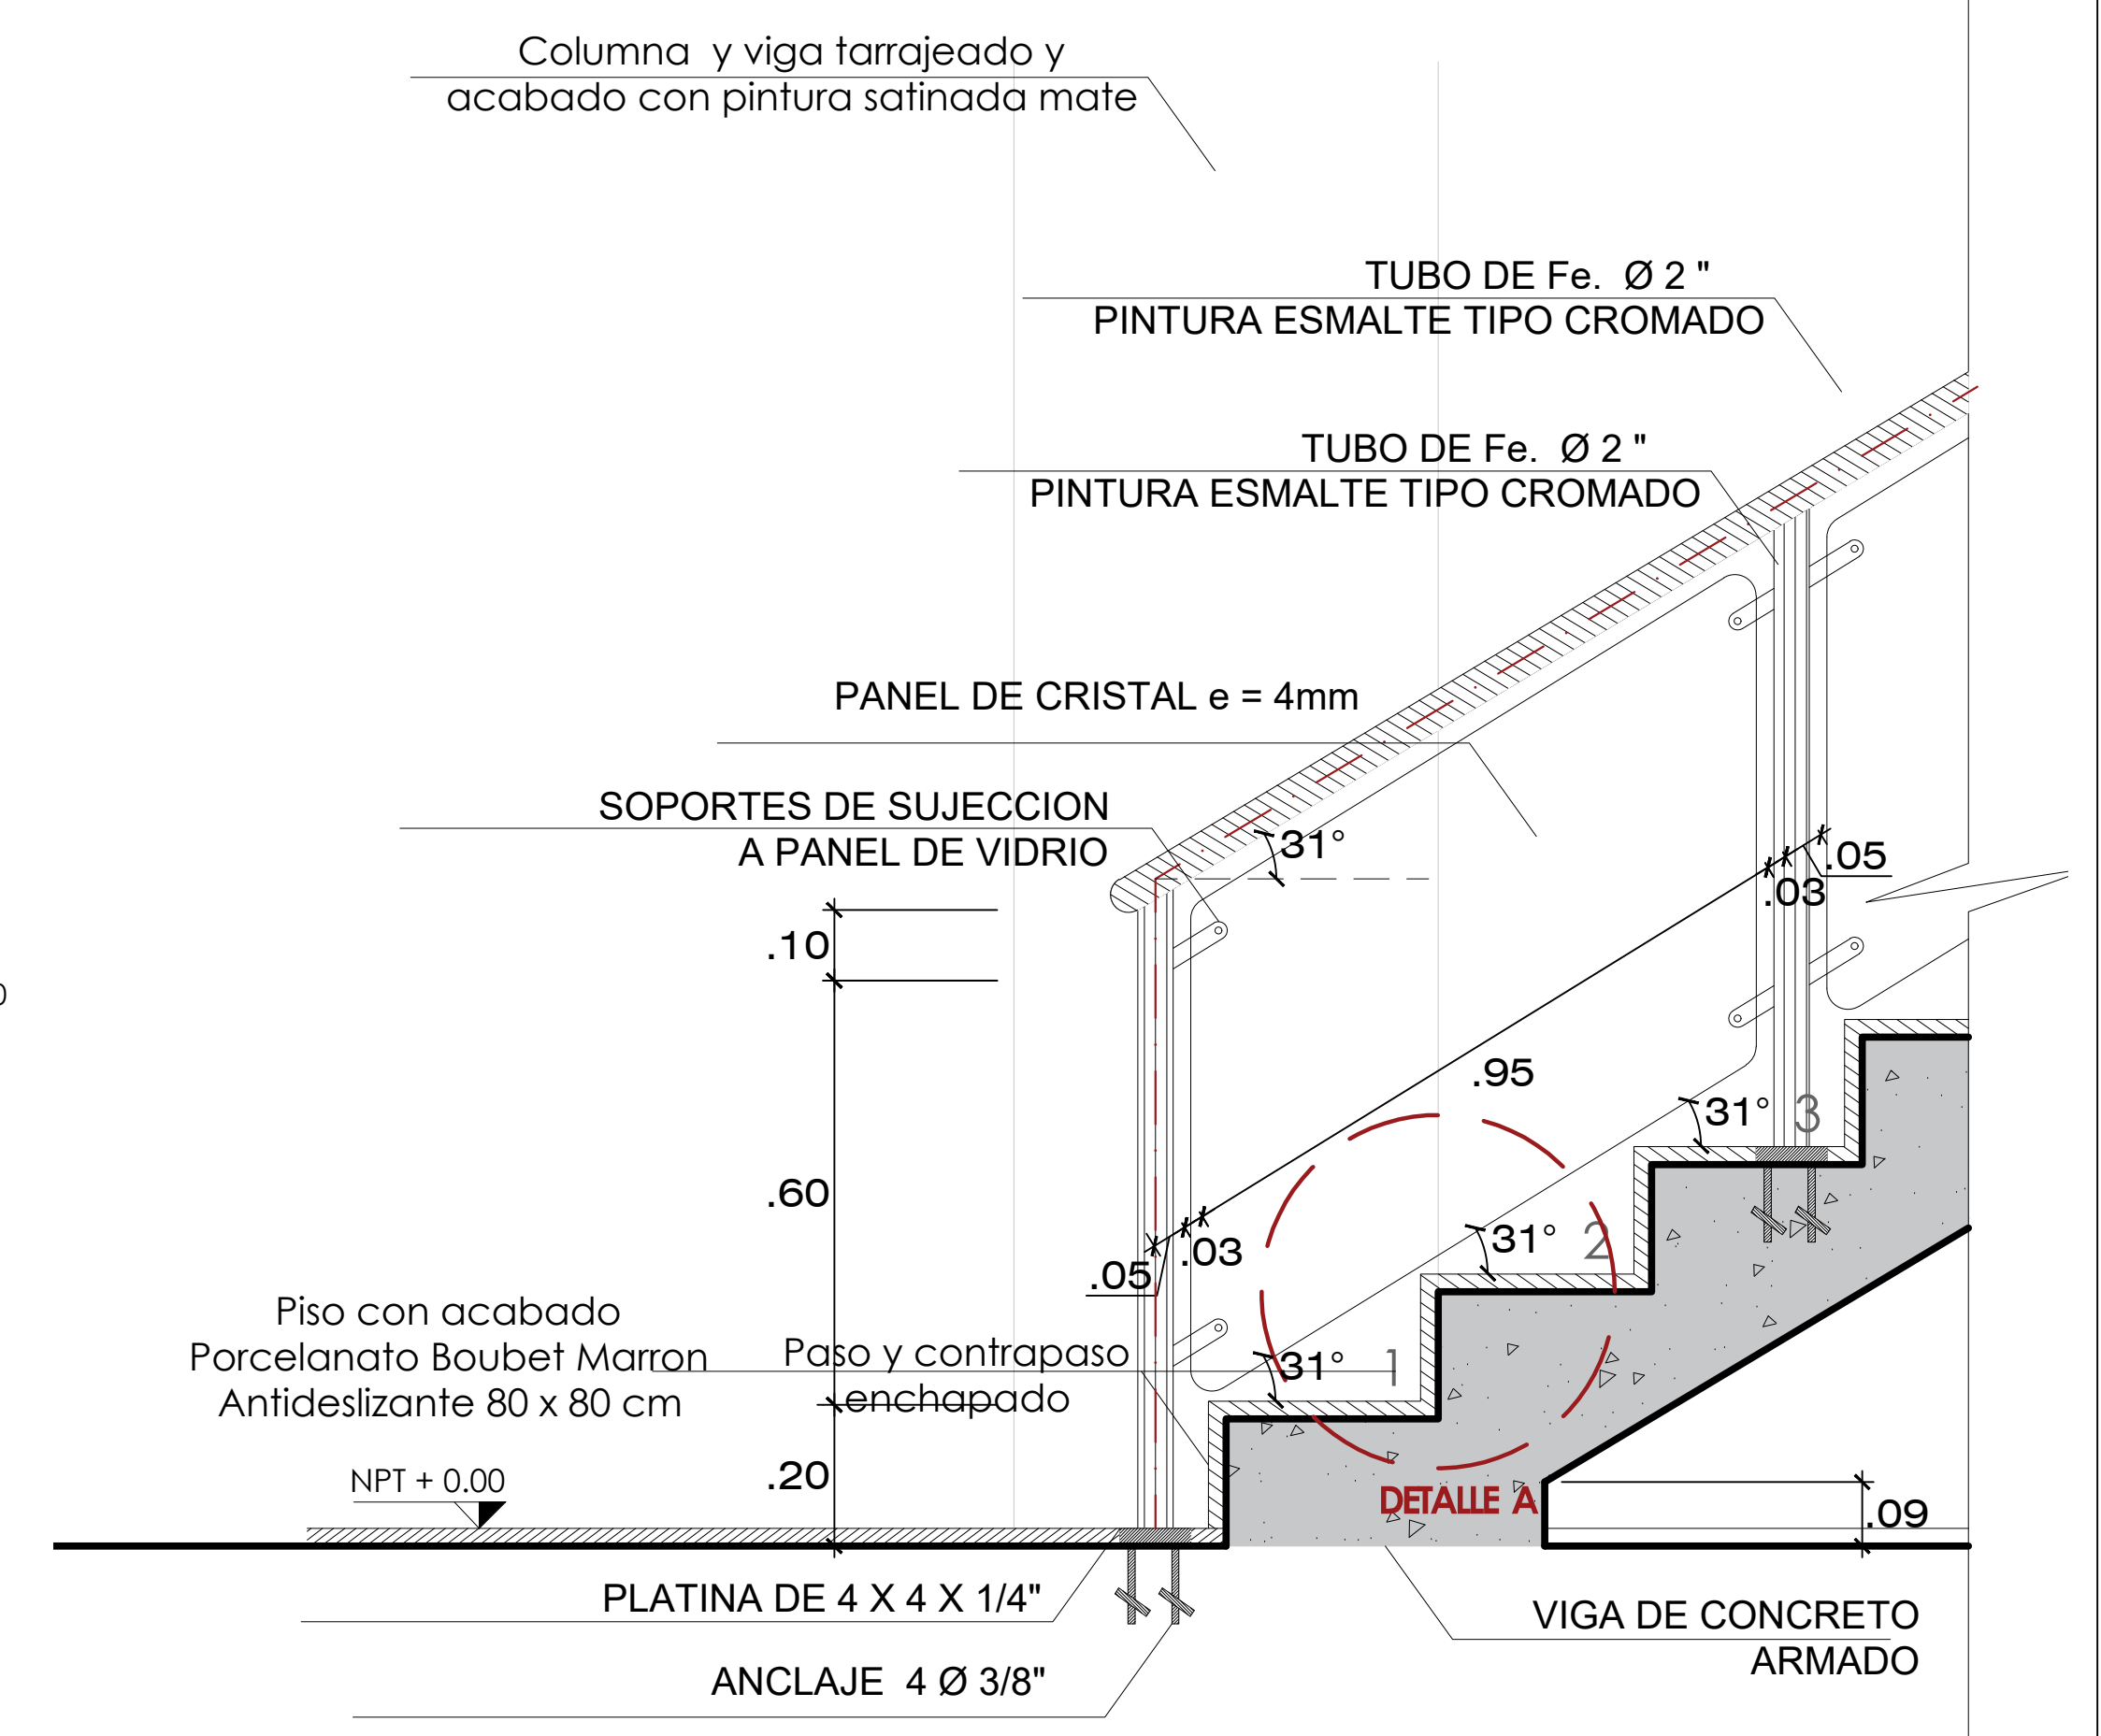 Columna y viga tarrajeado y
acabado con pintura satinada mate
TUBO DE Fe. Ø 2 "
PINTURA ESMALTE TIPO CROMADO
TUBO DE Fe. Ø 2 "
PINTURA ESMALTE TIPO CROMADO
PANEL DE CRISTAL e = 4mm
SOPORTES DE SUJECCION
A PANEL DE VIDRIO
31°
.05
.03
.10
.95
31°
3
.60
31°
2
.03
.05
Piso con acabado
Porcelanato Boubet Marron
Antideslizante 80 x 80 cm
Paso y contrapaso
enchapado
31°
1
NPT + 0.00
.20
DETALLE A
.09
PLATINA DE 4 X 4 X 1/4"
ANCLAJE 4 Ø 3/8"
VIGA DE CONCRETO
ARMADO